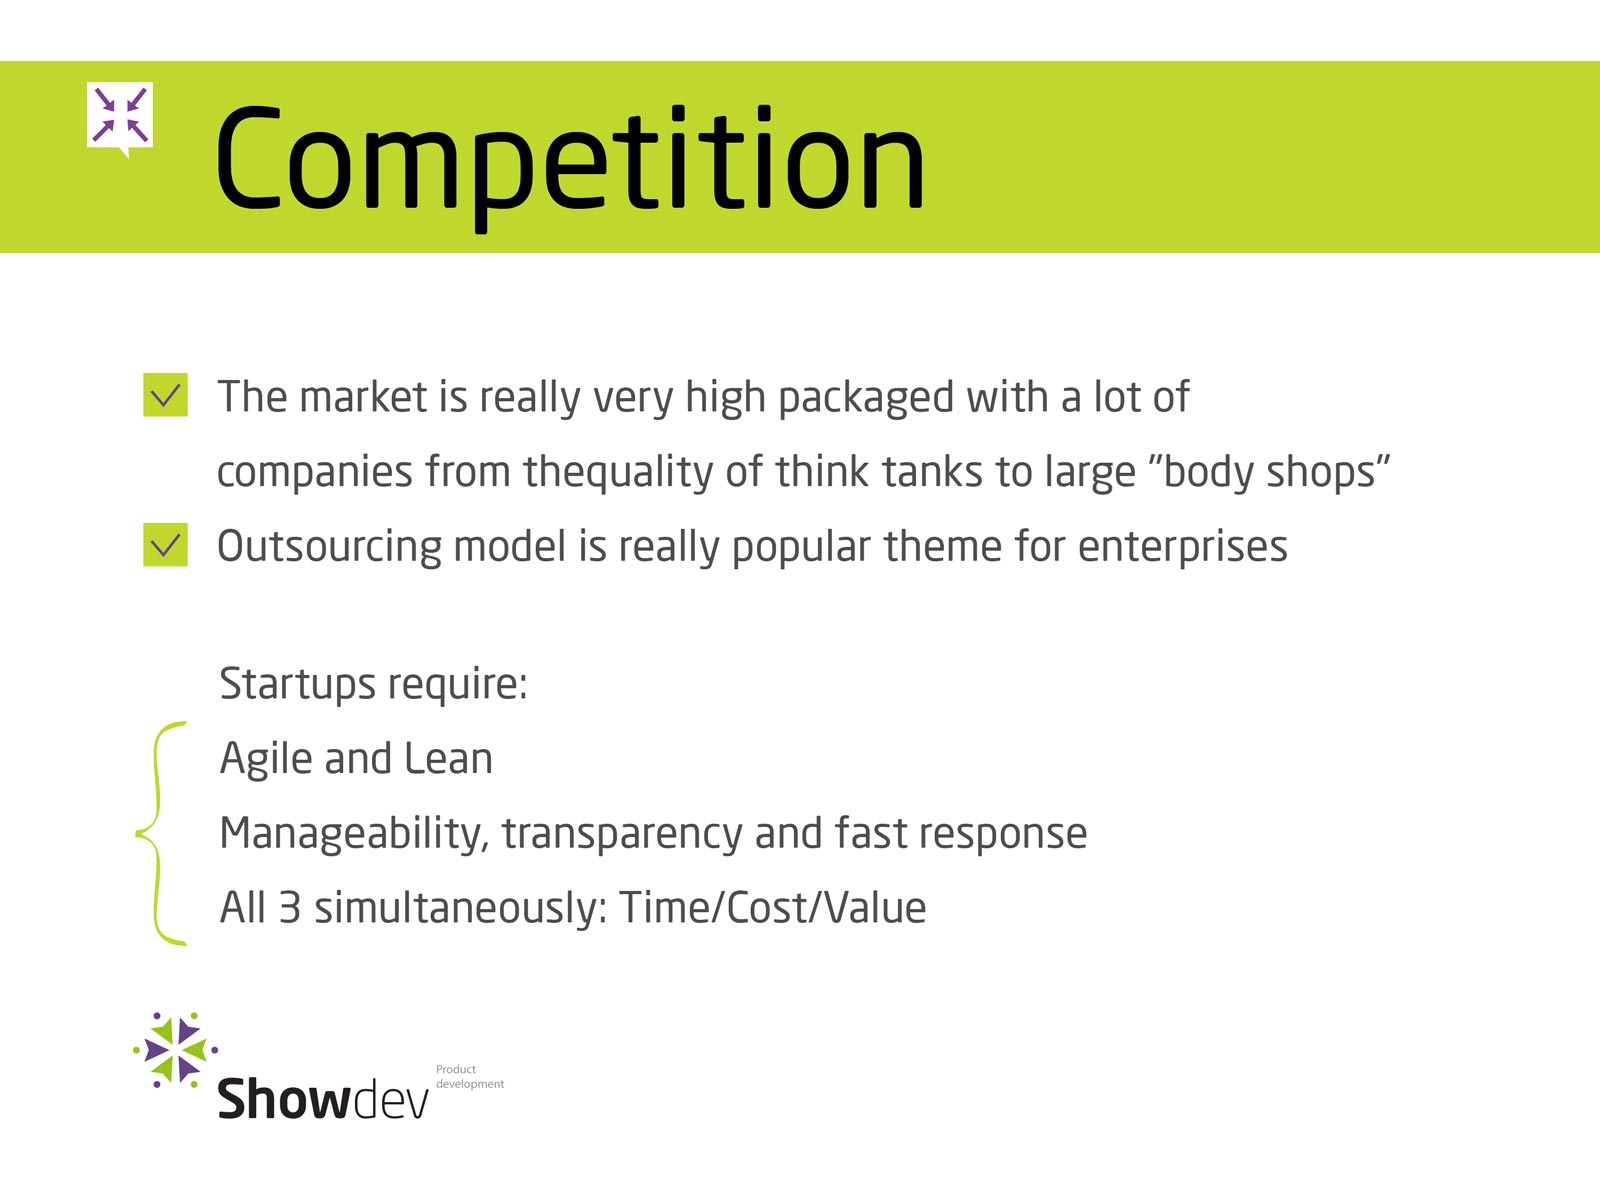 Competition
The market is really very high packaged with a lot of
companies from thequality of think tanks to large "body shops"
Outsourcing model is really popular theme for enterprises
Startups require:
Agile and Lean
Manageability, transparency and fast response
All 3 simultaneously: Time/Cost/Value
Showdev
Product
development